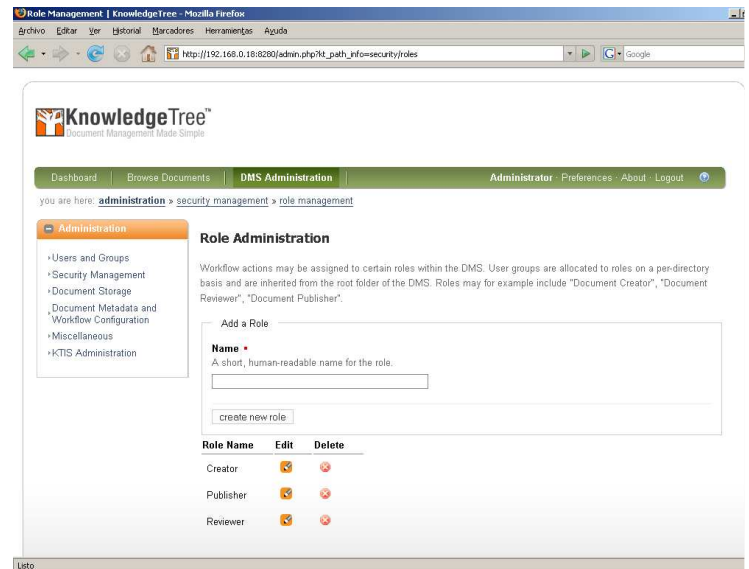 Role Management | KnowledgeTree - Mozilla Firefox
Archivo Editar Ver Historial Marcadores Herramientas Ayuda
http://192.168.0.18:8280/admin.php?kt_path_info=security/roles
G Google
KnowledgeTree™
Document Management Made Simple
Dashboard Browse Documents DMS Administration Administrator · Preferences · About · Logout
you are here: administration » security management » role management
Administration
Users and Groups
Security Management
Document Storage
Document Metadata and
Workflow Configuration
Miscellaneous
KTIS Administration
Role Administration
Workflow actions may be assigned to certain roles within the DMS. User groups are allocated to roles on a per-directory
basis and are inherited from the root folder of the DMS. Roles may for example include "Document Creator", "Document
Reviewer", "Document Publisher".
Add a Role
Name
A short, human-readable name for the role.
create new role
Role Name Edit Delete
Creator
Publisher
Reviewer
Listo